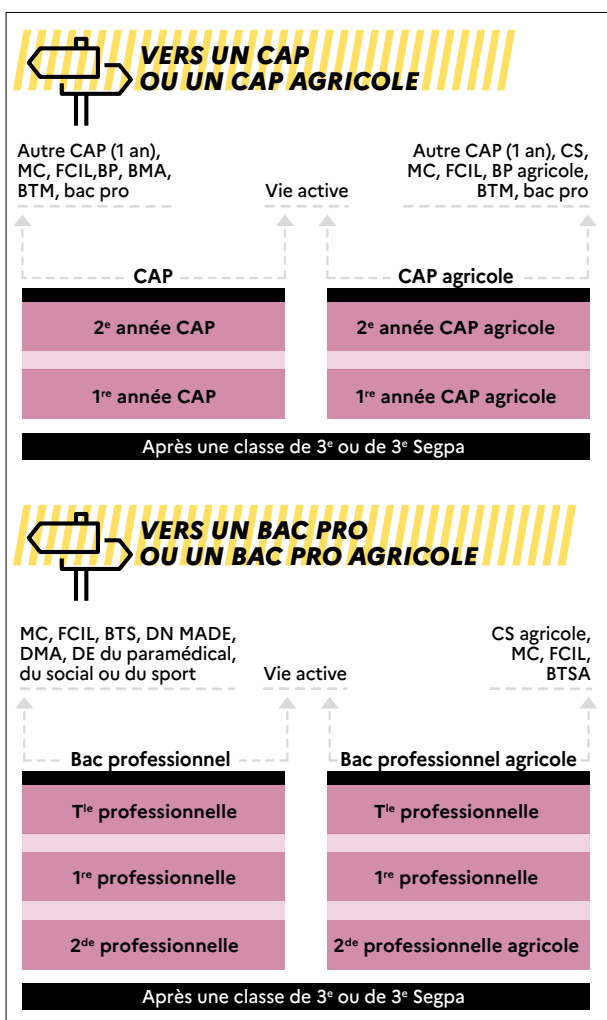 VERS UN CAP
OU UN CAP AGRICOLE
Autre CAP (1 an),
MC, FCIL,BP, BMA,
BTM, bac pro
Vie active
Autre CAP (1 an), CS,
MC, FCIL, BP agricole,
BTM, bac pro
CAP
CAP agricole
2e année CAP
2e année CAP agricole
1re année CAP
1re année CAP agricole
Après une classe de 3e ou de 3e Segpa
VERS UN BAC PRO
OU UN BAC PRO AGRICOLE
MC, FCIL, BTS, DN MADE,
DMA, DE du paramédical,
du social ou du sport
Vie active
CS agricole,
MC, FCIL,
BTSA
Bac professionnel
Bac professionnel agricole
Tle professionnelle
Tle professionnelle
1re professionnelle
1re professionnelle
2de professionnelle
2de professionnelle agricole
Après une classe de 3e ou de 3e Segpa